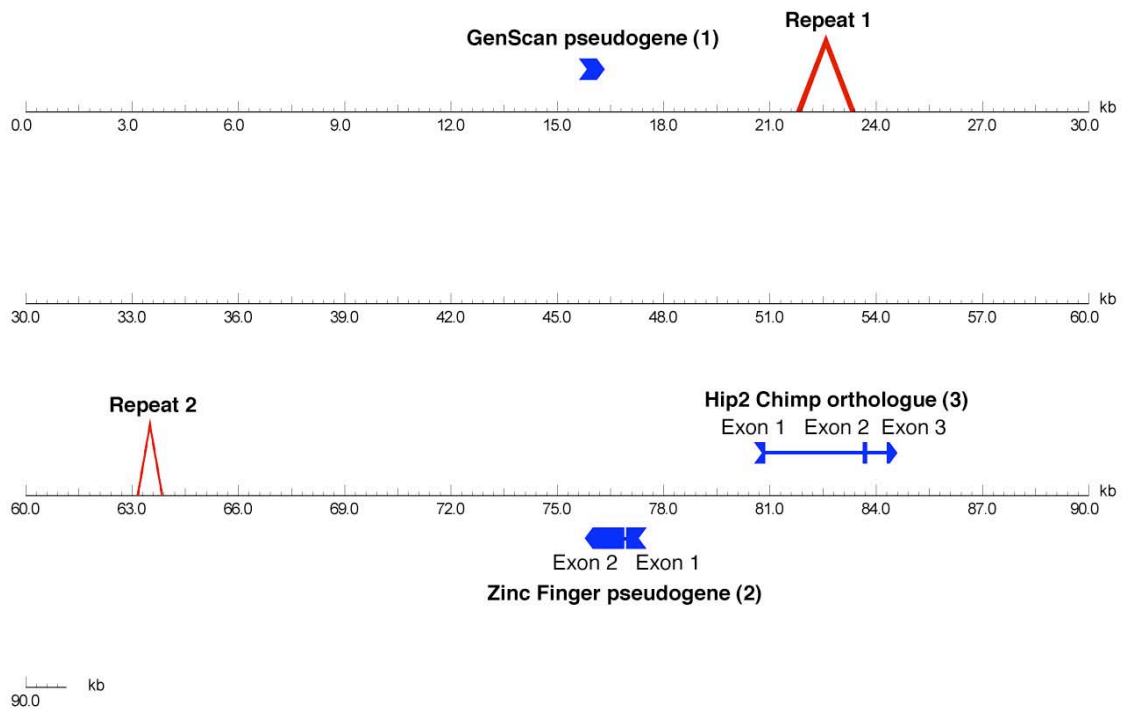 Repeat 1
GenScan pseudogene (1)
kb
0.0 3.0 6.0 9.0 12.0 15.0 18.0 21.0 24.0 27.0 30.0
kb
30.0 33.0 36.0 39.0 42.0 45.0 48.0 51.0 54.0 57.0 60.0
Hip2 Chimp orthologue (3)
Repeat 2
Exon 1 Exon 2 Exon 3
kb
60.0 63.0 66.0 69.0 72.0 75.0 78.0 81.0 84.0 87.0 90.0
Exon 2 Exon 1
Zinc Finger pseudogene (2)
kb
90.0